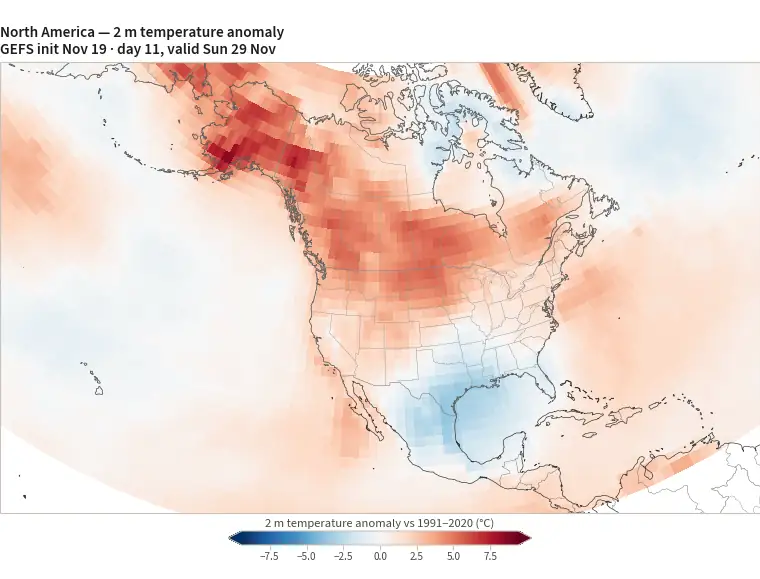 North America — 2 m temperature anomaly
GEFS init Nov 19 · day 11, valid Sun 29 Nov
2 m temperature anomaly vs 1991–2020 (°C)
−7.5 −5.0 −2.5 0.0 2.5 5.0 7.5